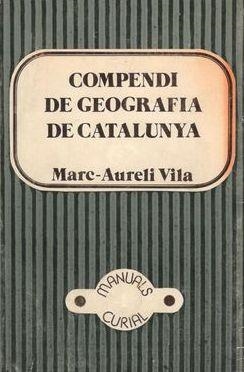 COMPENDI
DE GEOGRAFIA
DE CATALUNYA
Marc-Aureli Vila
MANUALS
CURIAL